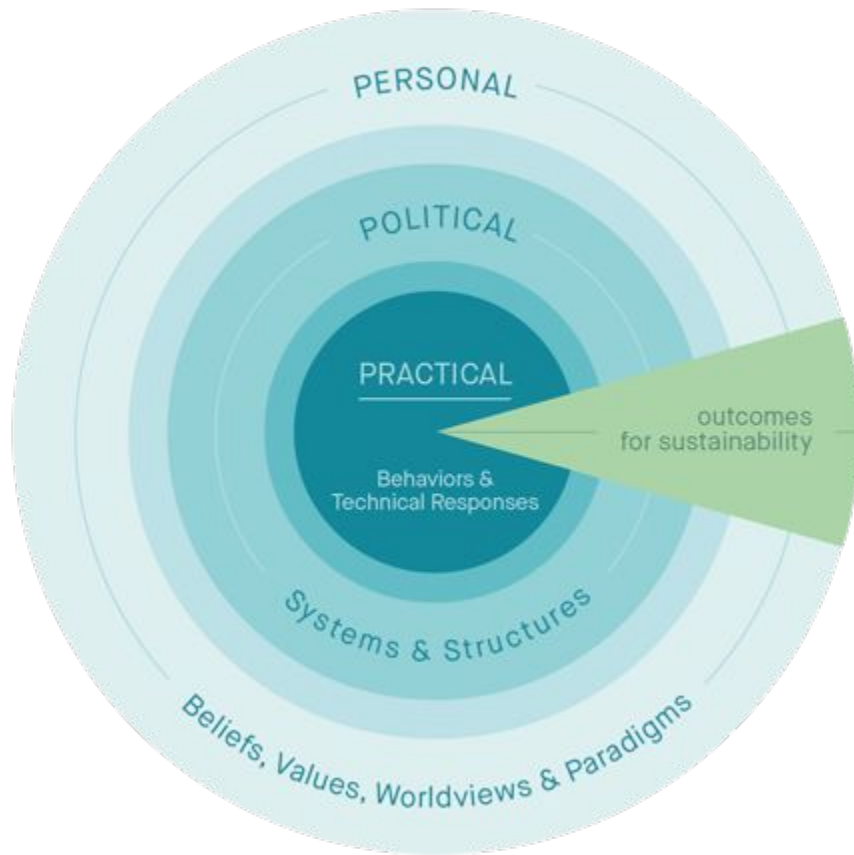 PERSONAL
POLITICAL
PRACTICAL
Behaviors &
Technical Responses
outcomes
for sustainability
Systems & Structures
Beliefs, Values, Worldviews & Paradigms